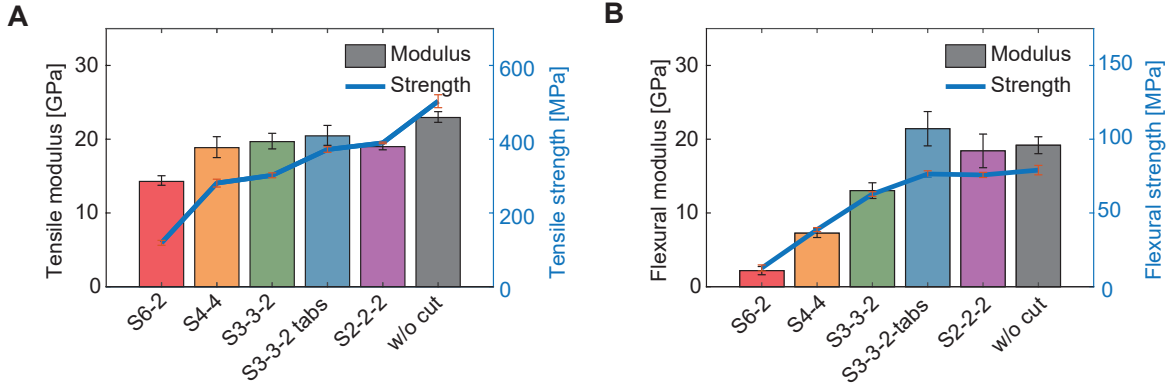 A
Tensile modulus [GPa]
30
20
10
0
Modulus
Strength
600
400
200
0
Tensile strength [MPa]
S6-2
S4-4
S3-3-2
S3-3-2 tabs
S2-2-2
w/o cut
B
Flexural modulus [GPa]
30
20
10
0
Modulus
Strength
150
100
50
0
Flexural strength [MPa]
S6-2
S4-4
S3-3-2
S3-3-2-tabs
S2-2-2
w/o cut